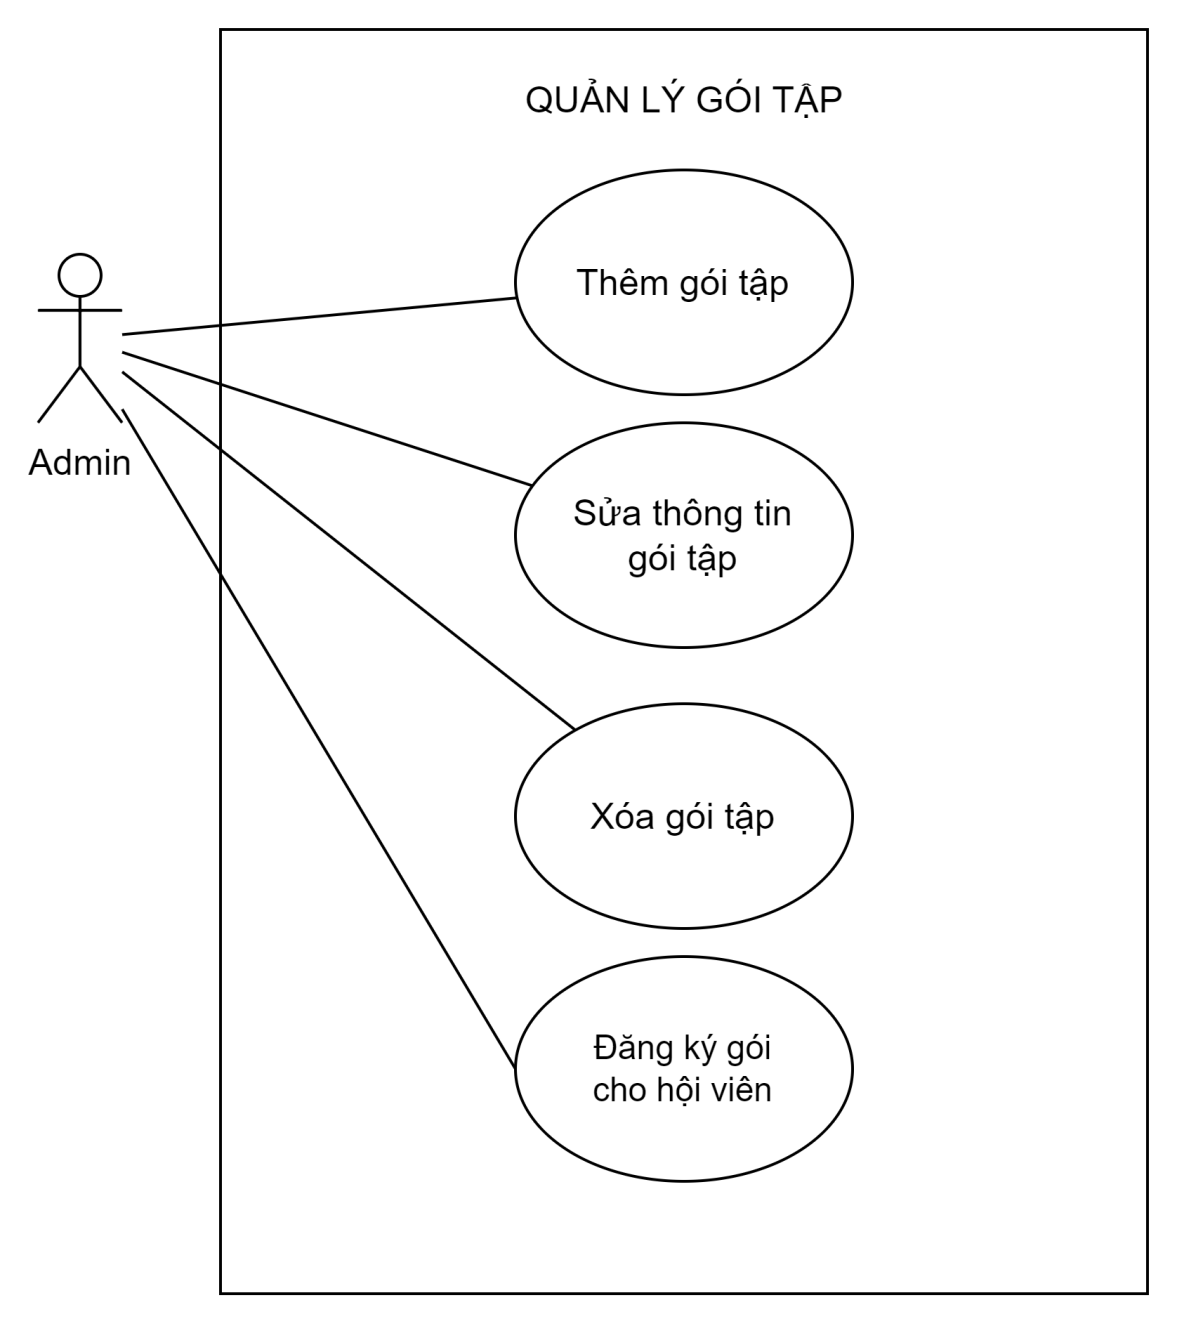 QUẢN LÝ GÓI TẬP
Thêm gói tập
Admin
Sửa thông tin
gói tập
Xóa gói tập
Đăng ký gói
cho hội viên